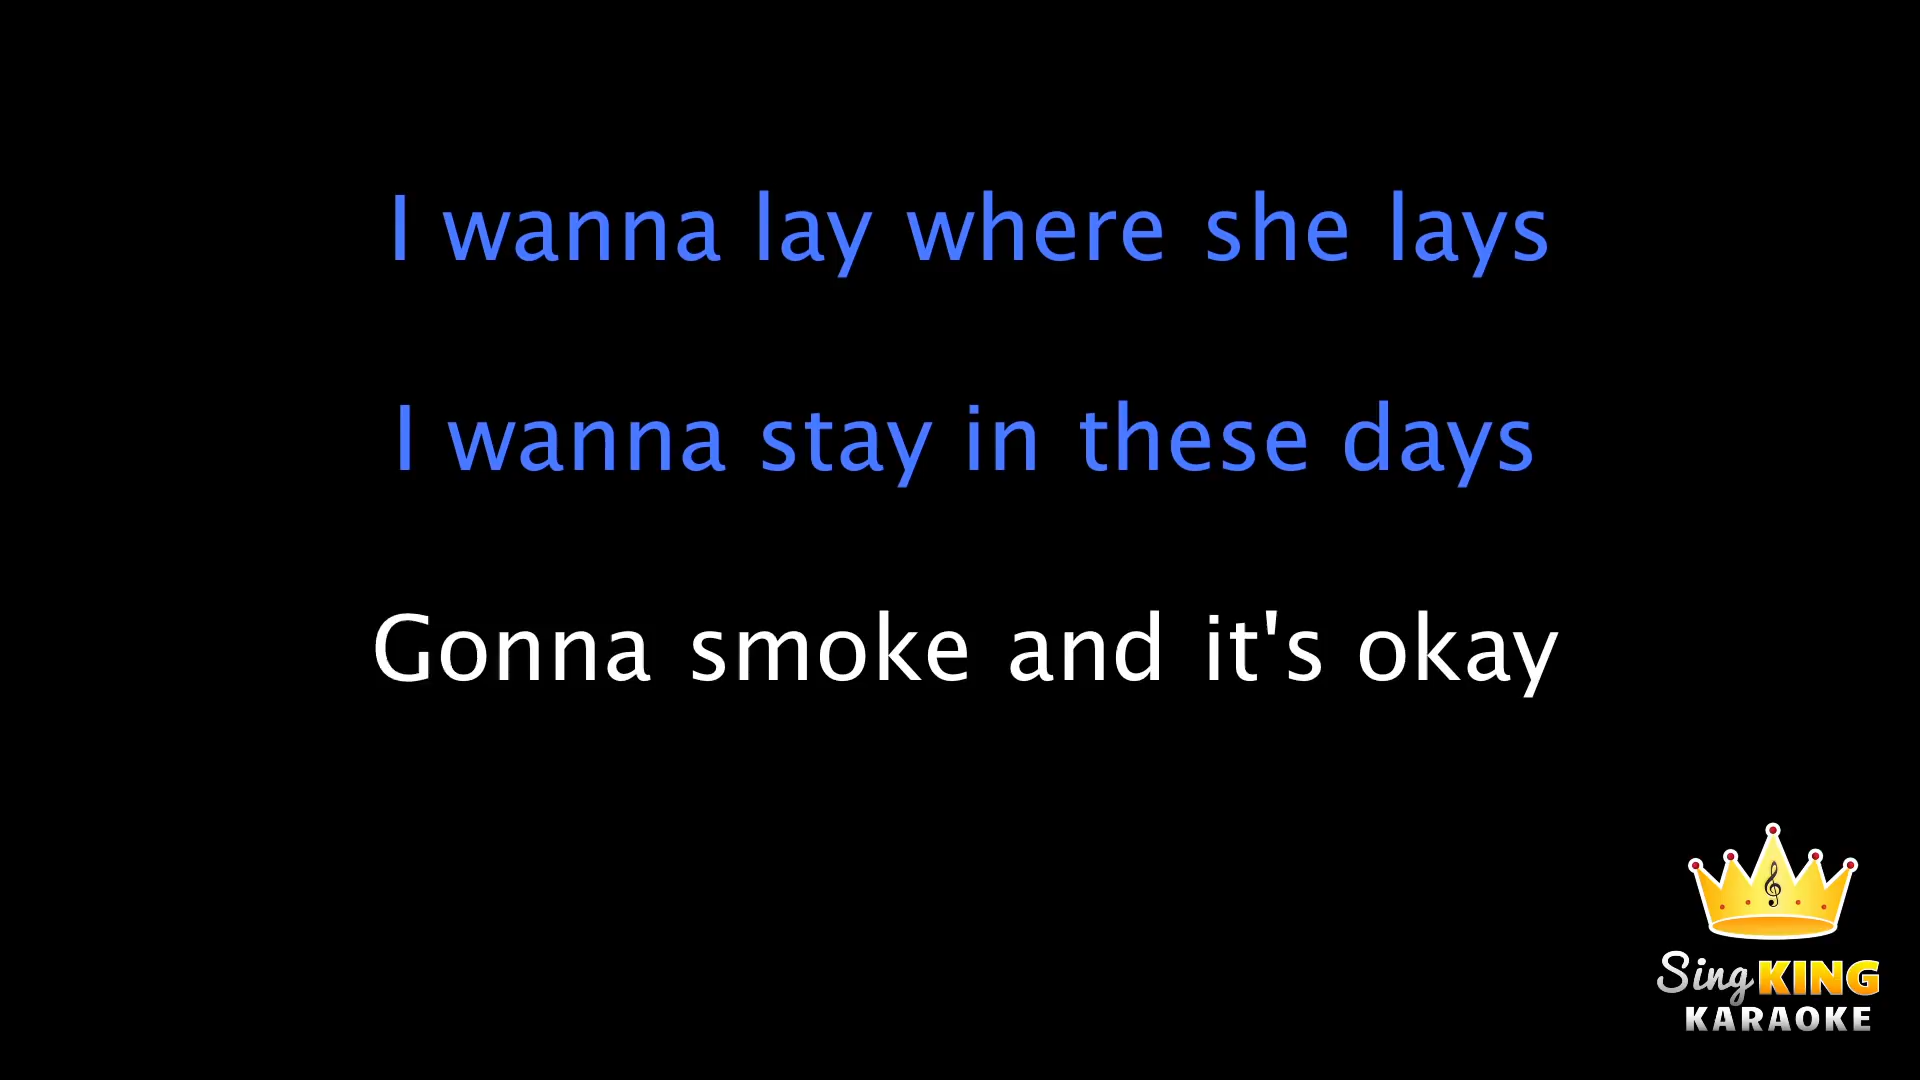 I wanna lay where she lays
I wanna stay in these days
Gonna smoke and it's okay
Sing KING
KARAOKE